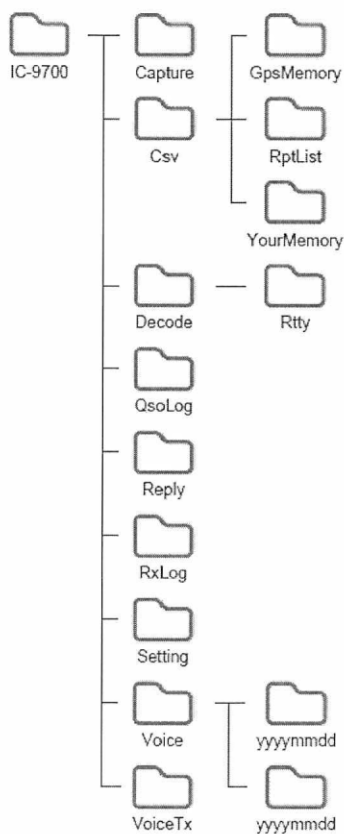 IC-9700
Capture
GpsMemory
Csv
RptList
YourMemory
Decode
Rtty
QsoLog
Reply
RxLog
Setting
Voice
yyyymmdd
VoiceTx
yyyymmdd